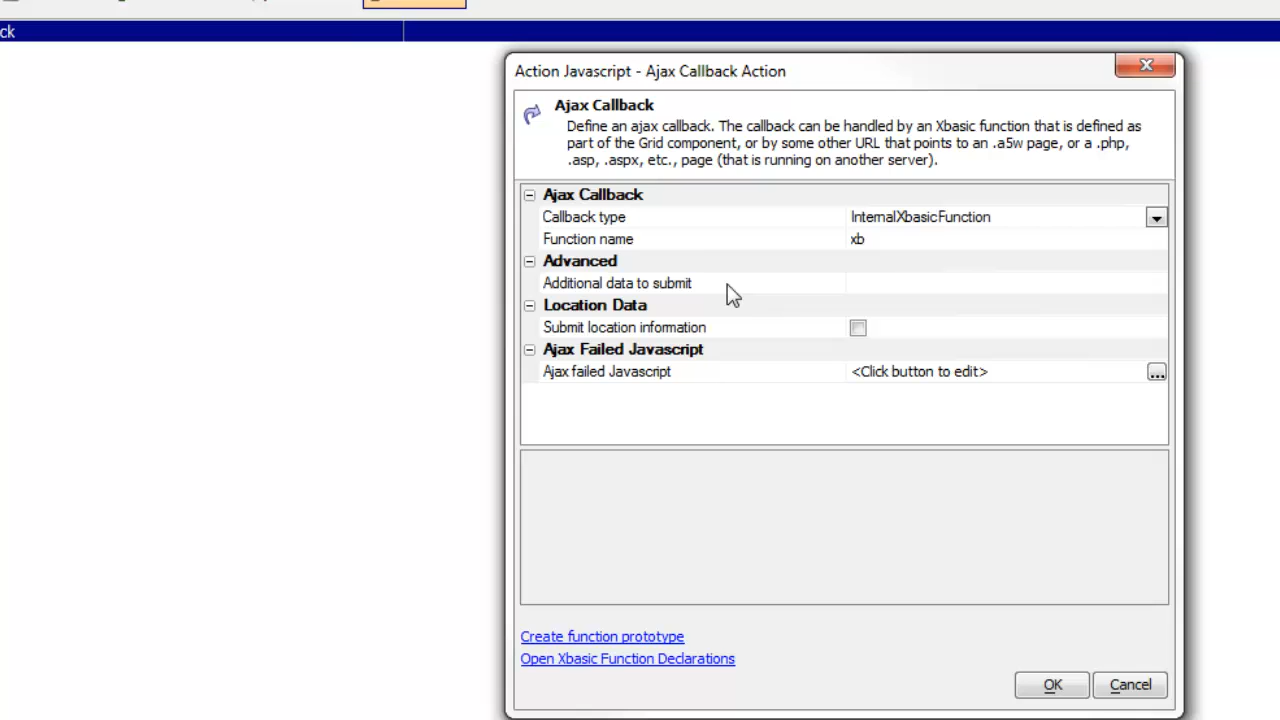 ck
Action Javascript - Ajax Callback Action
Ajax Callback
Define an ajax callback. The callback can be handled by an Xbasic function that is defined as
part of the Grid component, or by some other URL that points to an .a5w page, or a .php,
.asp, .aspx, etc., page (that is running on another server).
Ajax Callback
Callback type InternalXbasicFunction
Function name xb
Advanced
Additional data to submit
Location Data
Submit location information
Ajax Failed Javascript
Ajax failed Javascript <Click button to edit> ...
Create function prototype
Open Xbasic Function Declarations
OK Cancel